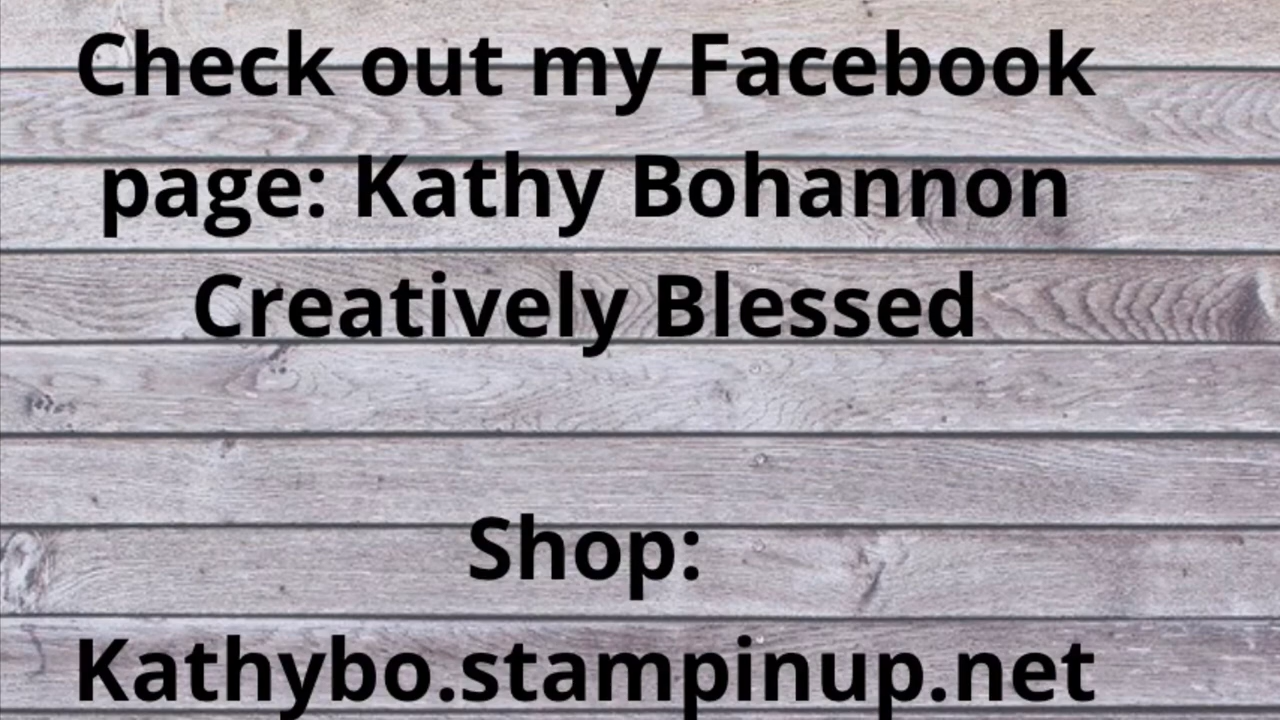 Check out my Facebook
page: Kathy Bohannon
Creatively Blessed
Shop:
Kathybo.stampinup.net